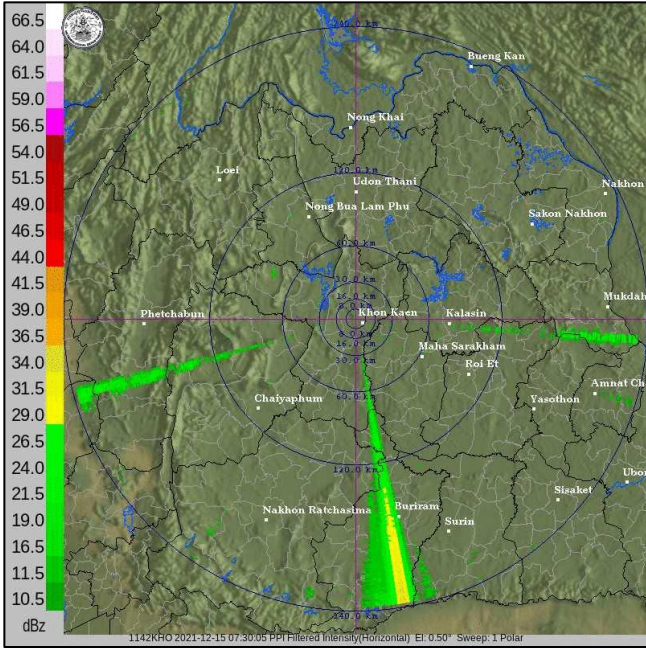 66.5
64.0
61.5
59.0
56.5
54.0
51.5
49.0
46.5
44.0
41.5
39.0
36.5
34.0
31.5
29.0
26.5
24.0
21.5
19.0
16.5
13.0
10.5
dBz
Bueng Kan
Nong Khai
Loei
Udon Thani
Nakhon
Nong Bua Lam Phu
Sakon Nakhon
30.0 km
16.0 km
Mukdah
Phetchabun
Khon Kaen
Kalasin
16.0 km
30.0 km
Maha Sarakham
Roi Et
60.0 km
Amnat Ch
Chaiyaphum
Yasothon
120.0 km
Ubor
Sisaket
Nakhon Ratchasima
Buriram
Surin
1142KHO 2021-12-15 07:30:05 PPI Filtered Intensity(Horizontal) El: 0.50° Sweep: 1 Polar